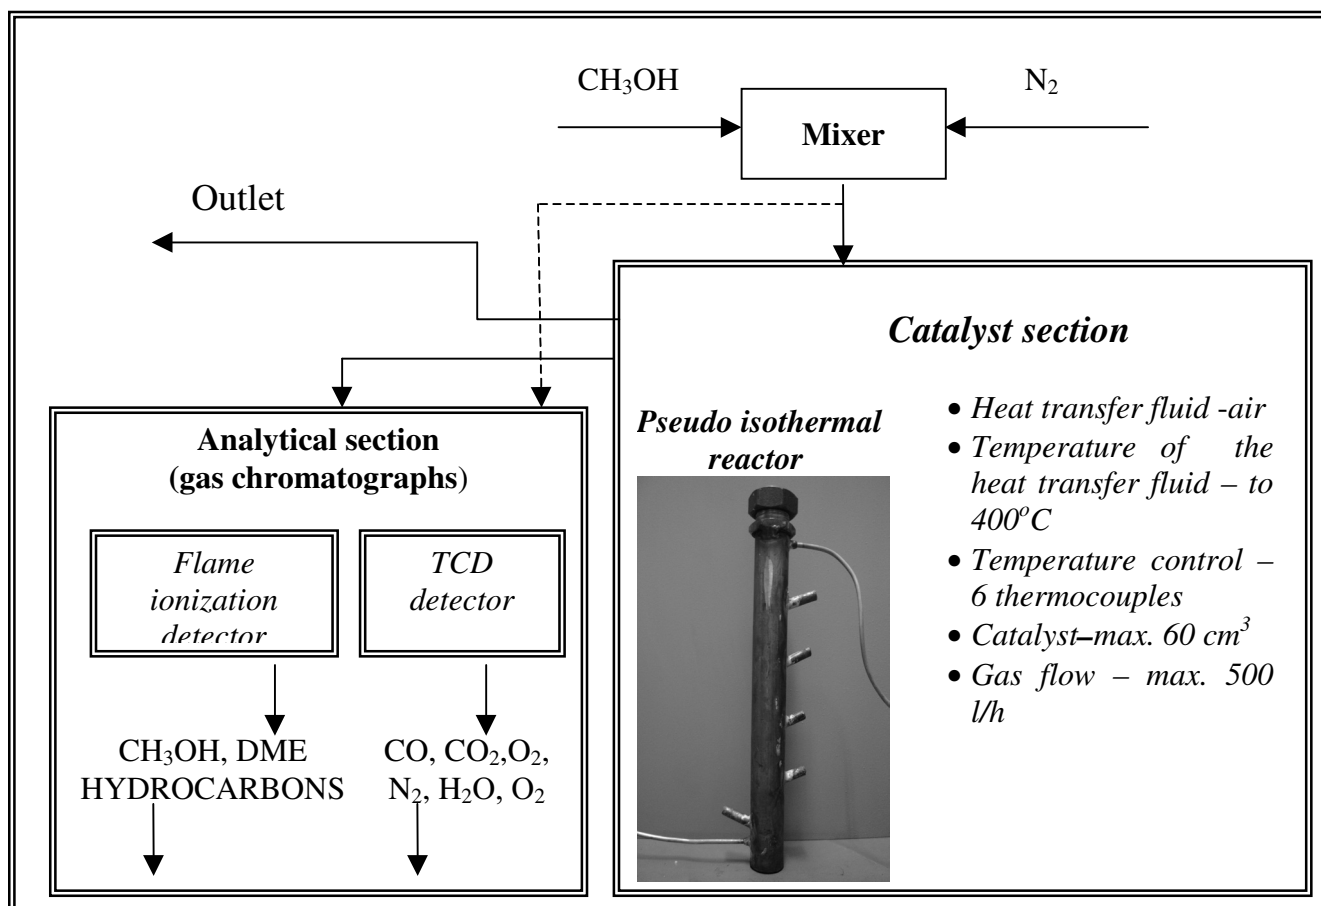 CH₃OH
N₂
Mixer
Outlet
Catalyst section
Pseudo isothermal
reactor
• Heat transfer fluid -air
• Temperature of the
heat transfer fluid – to
400°C
• Temperature control –
6 thermocouples
• Catalyst–max. 60 cm³
• Gas flow – max. 500
l/h
Analytical section
(gas chromatographs)
Flame
ionization
detector
TCD
detector
CH₃OH, DME
HYDROCARBONS
CO, CO₂,O₂,
N₂, H₂O, O₂